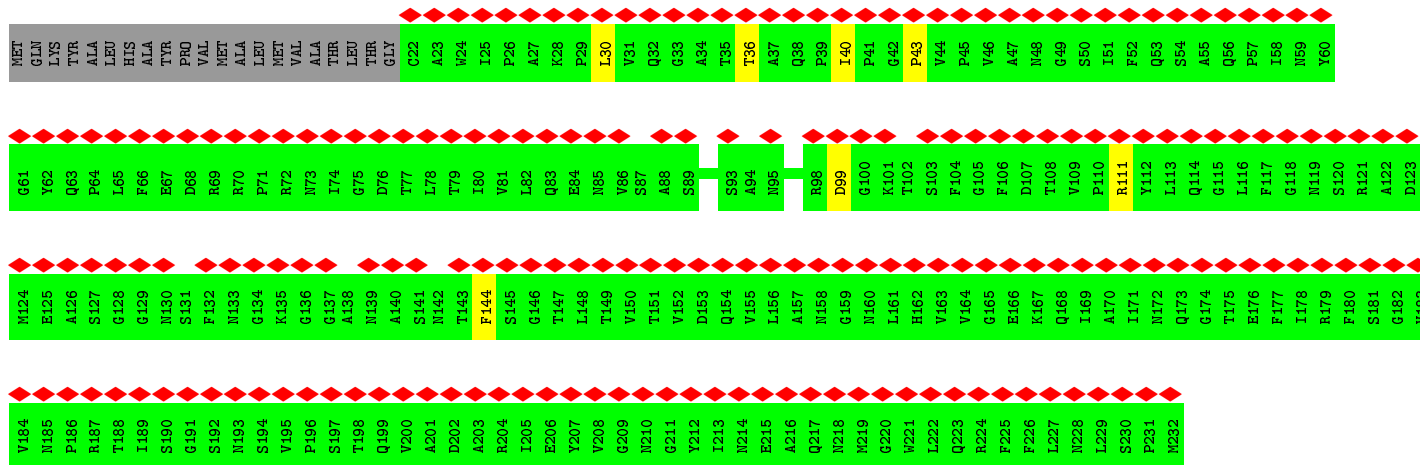 MET GLN LYS TYR ALA LEU HIS ALA TYR PRO VAL MET ALA LEU MET VAL ALA THR LEU THR GLY C22 A23 W24 I25 P26 A27 K28 P29 L30 V31 Q32 G33 A34 T35 T36 A37 Q38 P39 I40 P41 G42 P43 V44 P45 V46 A47 N48 G49 S50 I51 F52 Q53 S54 A55 Q56 P57 I58 N59 Y60
G61 Y62 Q63 P64 L65 F66 E67 D68 R69 R70 P71 R72 N73 I74 G75 D76 T77 L78 T79 I80 V81 L82 Q83 E84 N85 V86 S87 A88 S89 S93 A94 N95 R98 D99 G100 K101 T102 S103 F104 G105 F106 D107 T108 V109 P110 R111 Y112 L113 Q114 G115 L116 F117 G118 N119 S120 R121 A122 D123
M124 E125 A126 S127 G128 G129 N130 S131 F132 N133 G134 K135 G136 G137 A138 N139 A140 S141 N142 T143 F144 S145 G146 T147 L148 T149 V150 T151 V152 D153 Q154 V155 L156 A157 N158 G159 N160 L161 H162 V163 V164 G165 E166 K167 Q168 I169 A170 I171 N172 Q173 G174 T175 E176 F177 I178 R179 F180 S181 G182
V184 N185 P186 R187 T188 I189 S190 G191 S192 N193 S194 V195 P196 S197 T198 Q199 V200 A201 D202 A203 R204 I205 E206 Y207 V208 G209 N210 G211 Y212 I213 N214 E215 A216 Q217 N218 M219 G220 W221 L222 Q223 R224 F225 F226 L227 N228 L229 S230 P231 M232